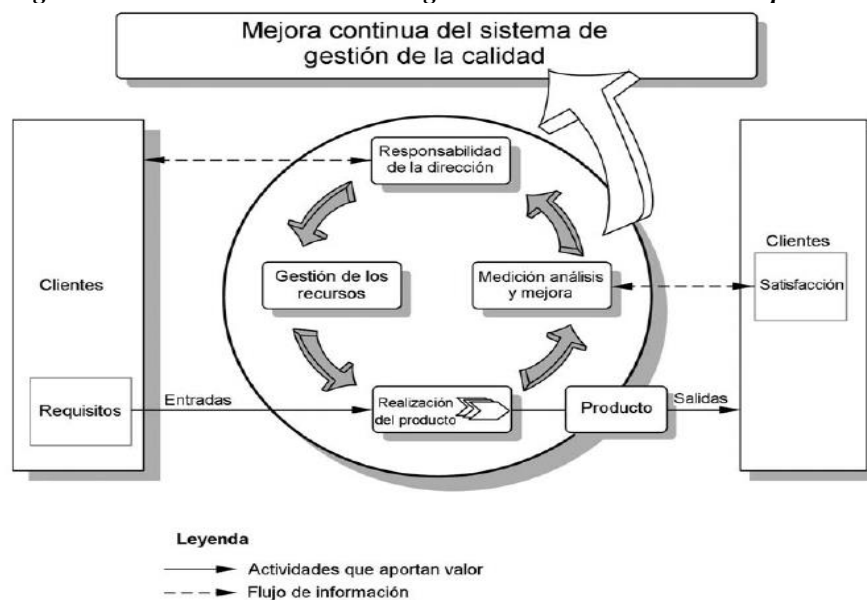 Mejora continua del sistema de
gestión de la calidad
Responsabilidad
de la dirección
Clientes
Gestión de los
recursos
Medición análisis
y mejora
Clientes
Satisfacción
Requisitos
Entradas
Realización
del producto
Producto
Salidas
Leyenda
Actividades que aportan valor
Flujo de información